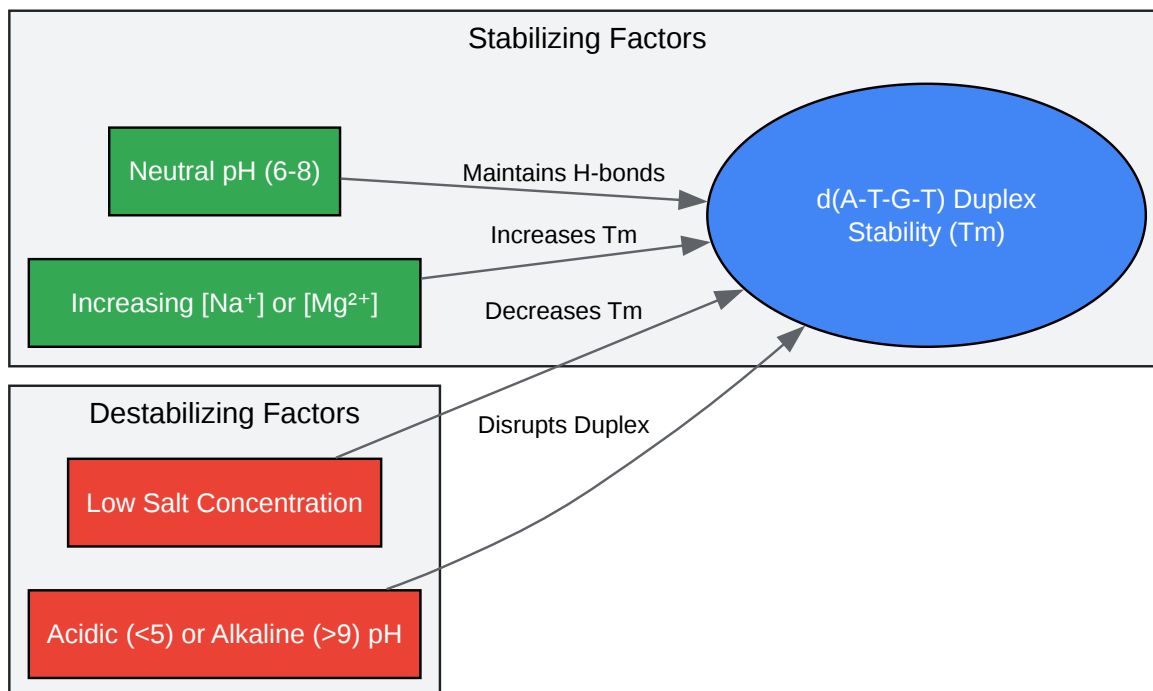 Stabilizing Factors
Neutral pH (6-8)
Maintains H-bonds
d(A-T-G-T) Duplex
Stability (Tm)
Increases Tm
Increasing [Na⁺] or [Mg²⁺]
Decreases Tm
Destabilizing Factors
Disrupts Duplex
Low Salt Concentration
Acidic (<5) or Alkaline (>9) pH